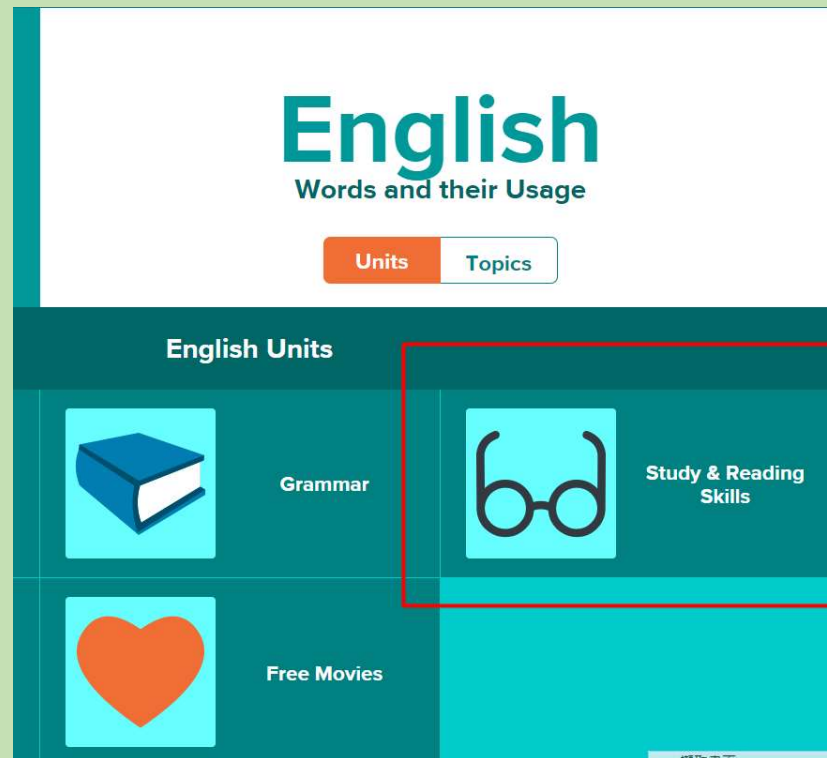 English
Words and their Usage
Units Topics
English Units
Grammar
Study & Reading
Skills
Free Movies